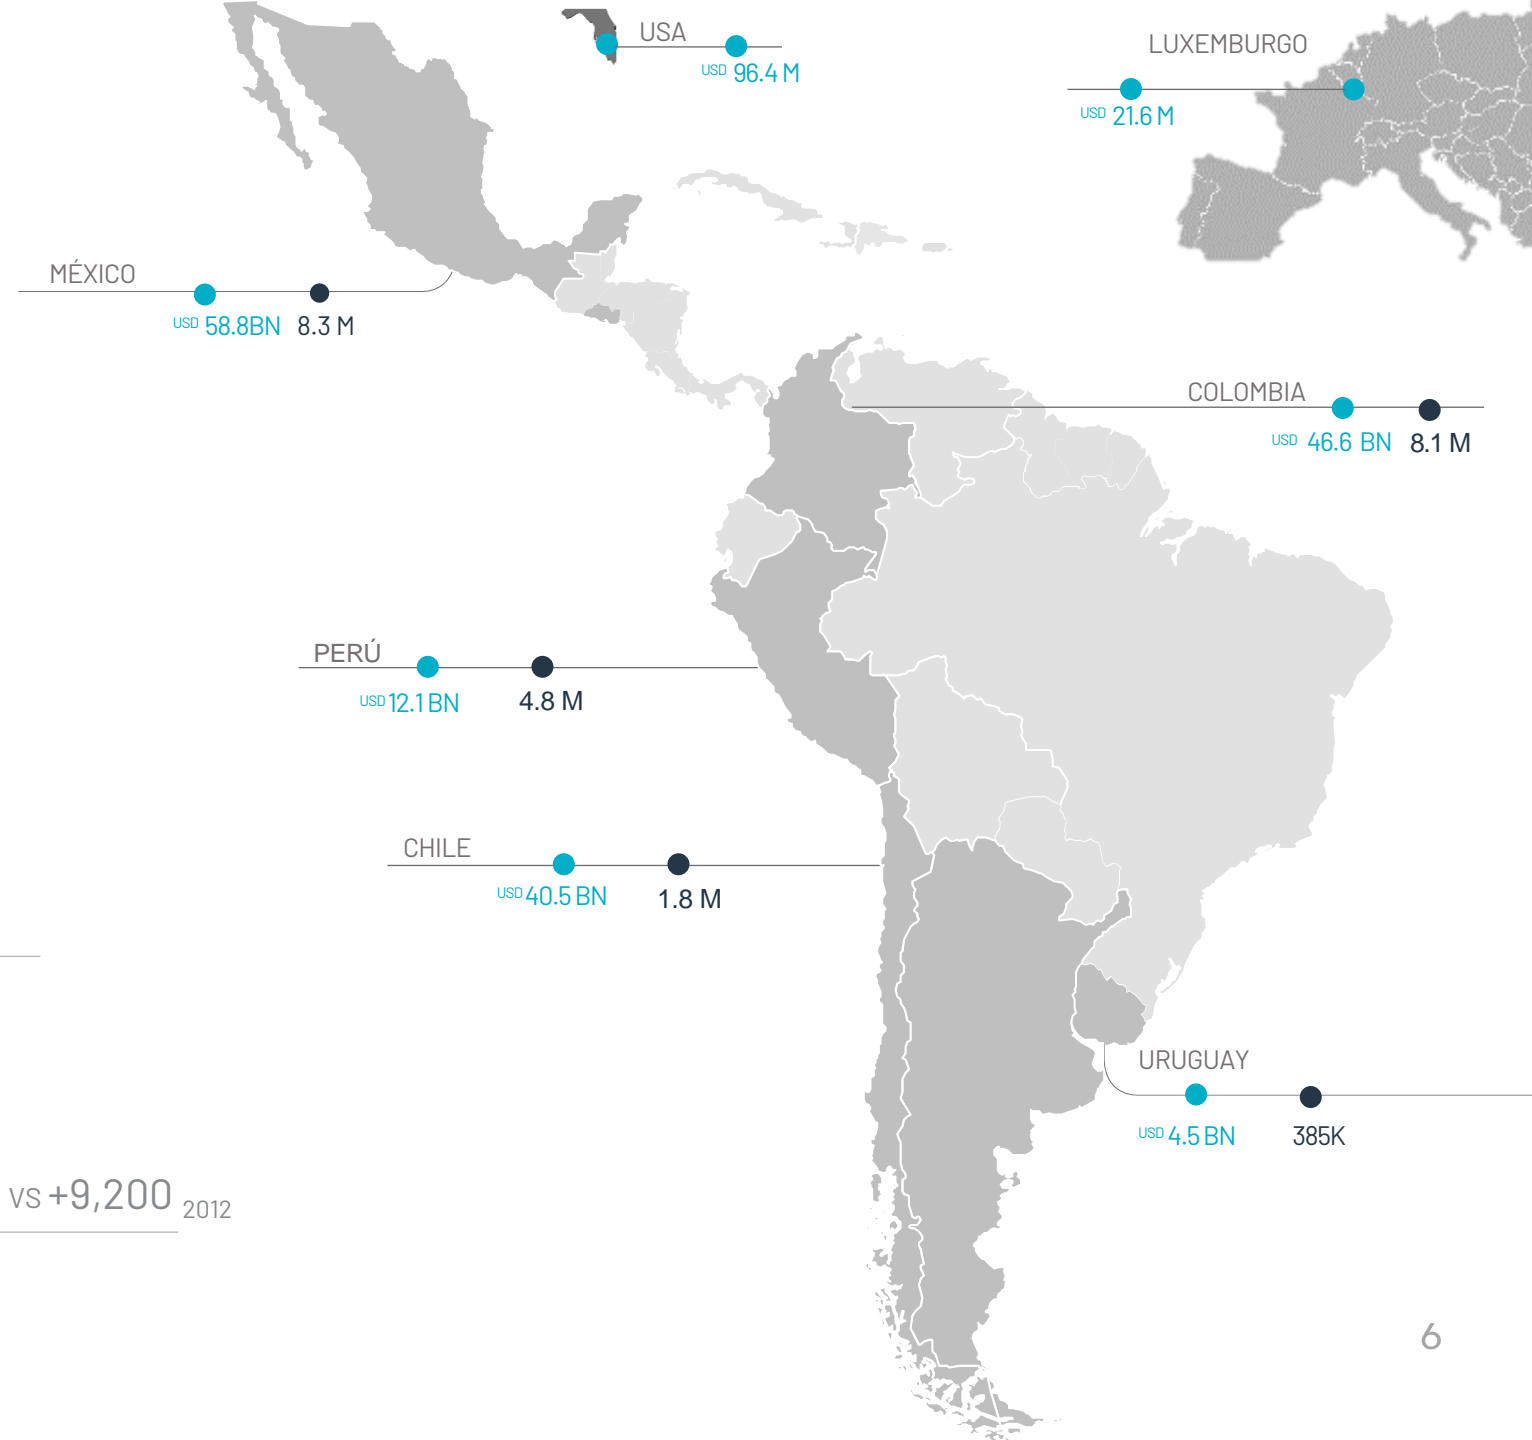 USA
USD 96.4 M
LUXEMBURGO
USD 21.6 M
MÉXICO
USD 58.8BN 8.3 M
COLOMBIA
USD 46.6 BN 8.1 M
PERÚ
USD 12.1 BN 4.8 M
CHILE
USD 40.5 BN 1.8 M
URUGUAY
USD 4.5 BN 385K
VS +9,200 2012
6